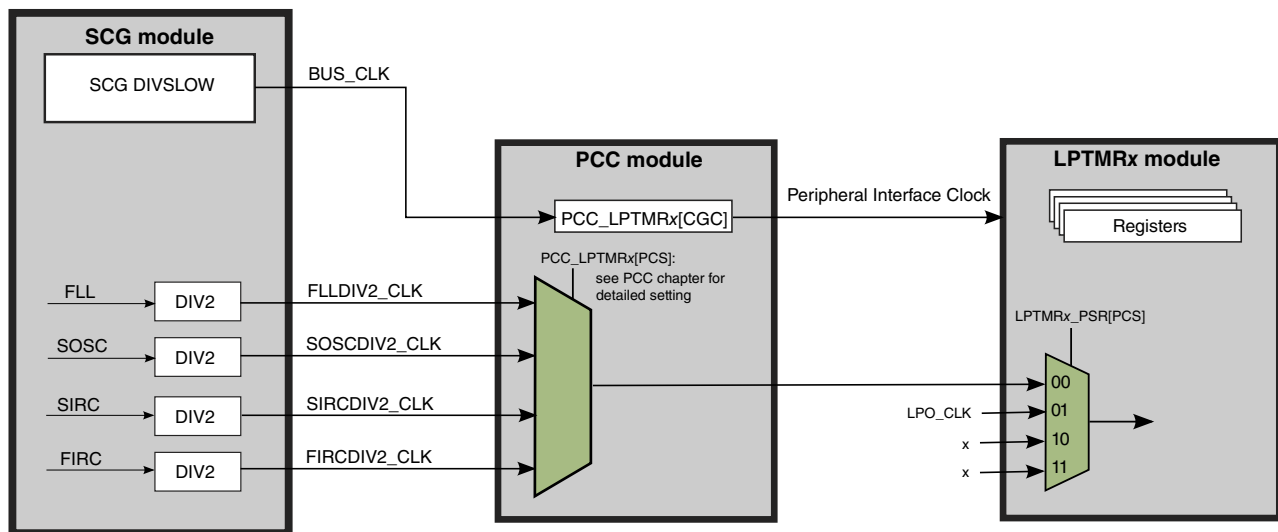 SCG module
SCG DIVSLOW
BUS_CLK
PCC module
LPTMRx module
PCC_LPTMRx[CGC]
Peripheral Interface Clock
Registers
PCC_LPTMRx[PCS]:
see PCC chapter for
detailed setting
FLL
DIV2
FLLDIV2_CLK
SOSC
DIV2
SOSCDIV2_CLK
SIRC
DIV2
SIRCDIV2_CLK
FIRC
DIV2
FIRCDIV2_CLK
LPTMRx_PSR[PCS]
00
LPO_CLK
01
x
10
x
11